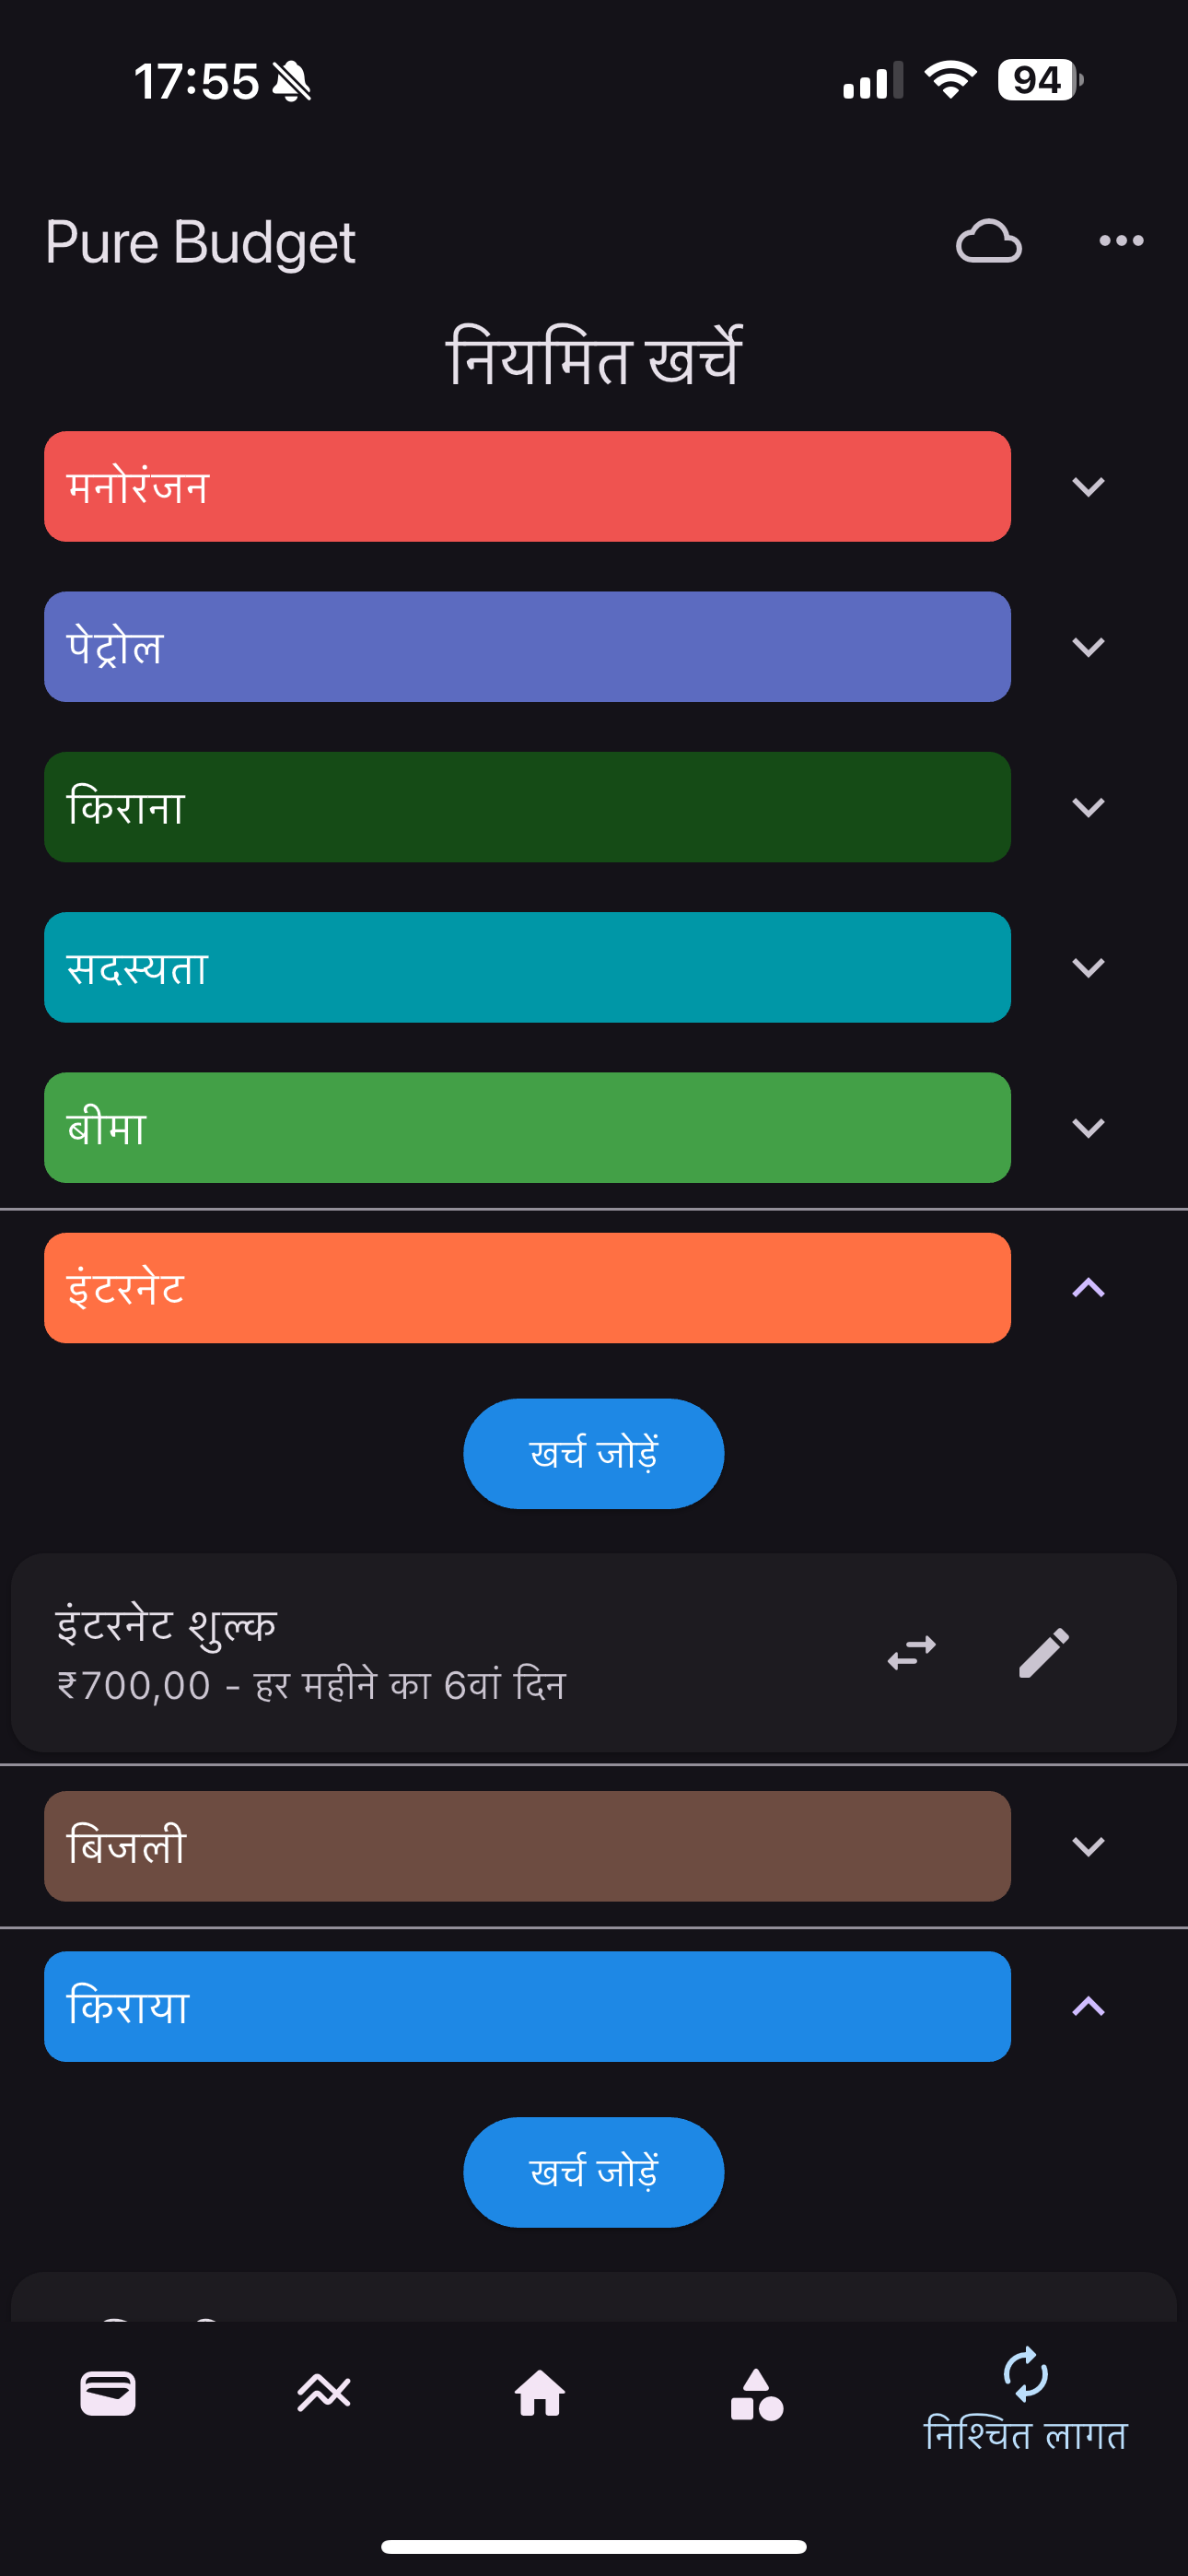 17:55
94
Pure Budget
नियमित खर्चे
मनोरंजन
पेट्रोल
किराना
सदस्यता
बीमा
इंटरनेट
खर्च जोड़ें
इंटरनेट शुल्क
₹700,00 - हर महीने का 6वां दिन
बिजली
किराया
खर्च जोड़ें
निश्चित लागत